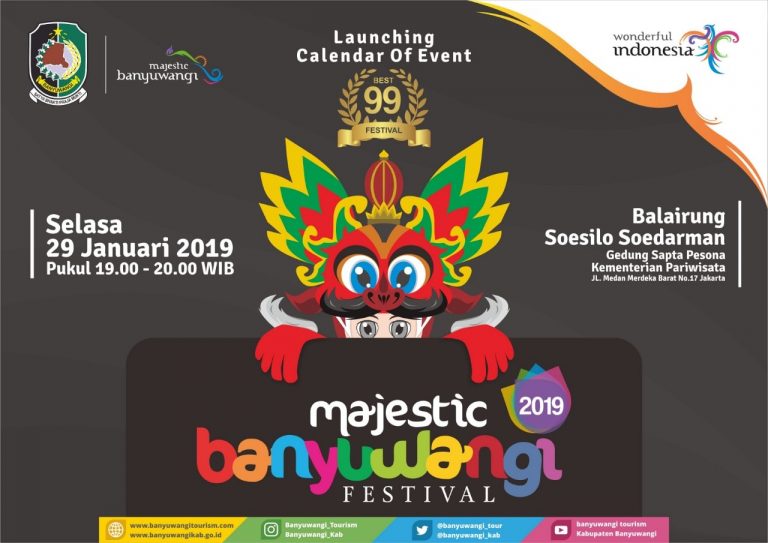 Launching
Calendar Of Event
BEST
99
FESTIVAL
BANYUWANGI
majestic
banyuwangi
wonderful
indonesia
Selasa
29 Januari 2019
Pukul 19.00 - 20.00 WIB
Balairung
Soesilo Soedarman
Gedung Sapta Pesona
Kementerian Pariwisata
JL. Medan Merdeka Barat No.17 Jakarta
majestic
2019
banyuwangi
FESTIVAL
www.banyuwangitourism.com
www.banyuwangikab.go.id
Banyuwangi_Tourism
Banyuwangi_Kab
@banyuwangi_tour
@banyuwangi_kab
banyuwangi tourism
Kabupaten Banyuwangi